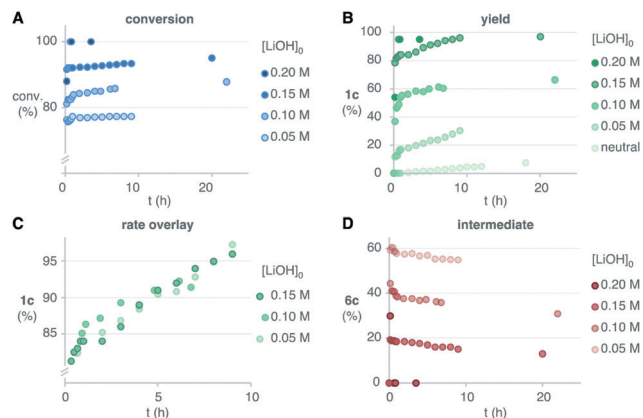 A
conversion
100
conv.
(%)
80
0
10
20
t (h)
[LiOH]0
0.20 M
0.15 M
0.10 M
0.05 M
B
yield
100
80
60
1c
(%)
40
20
0
0
10
20
t (h)
[LiOH]0
0.20 M
0.15 M
0.10 M
0.05 M
neutral
C
rate overlay
95
1c
(%)
90
85
0
5
10
t (h)
[LiOH]0
0.15 M
0.10 M
0.05 M
D
intermediate
60
6c
(%)
40
20
0
0
10
20
t (h)
[LiOH]0
0.20 M
0.15 M
0.10 M
0.05 M